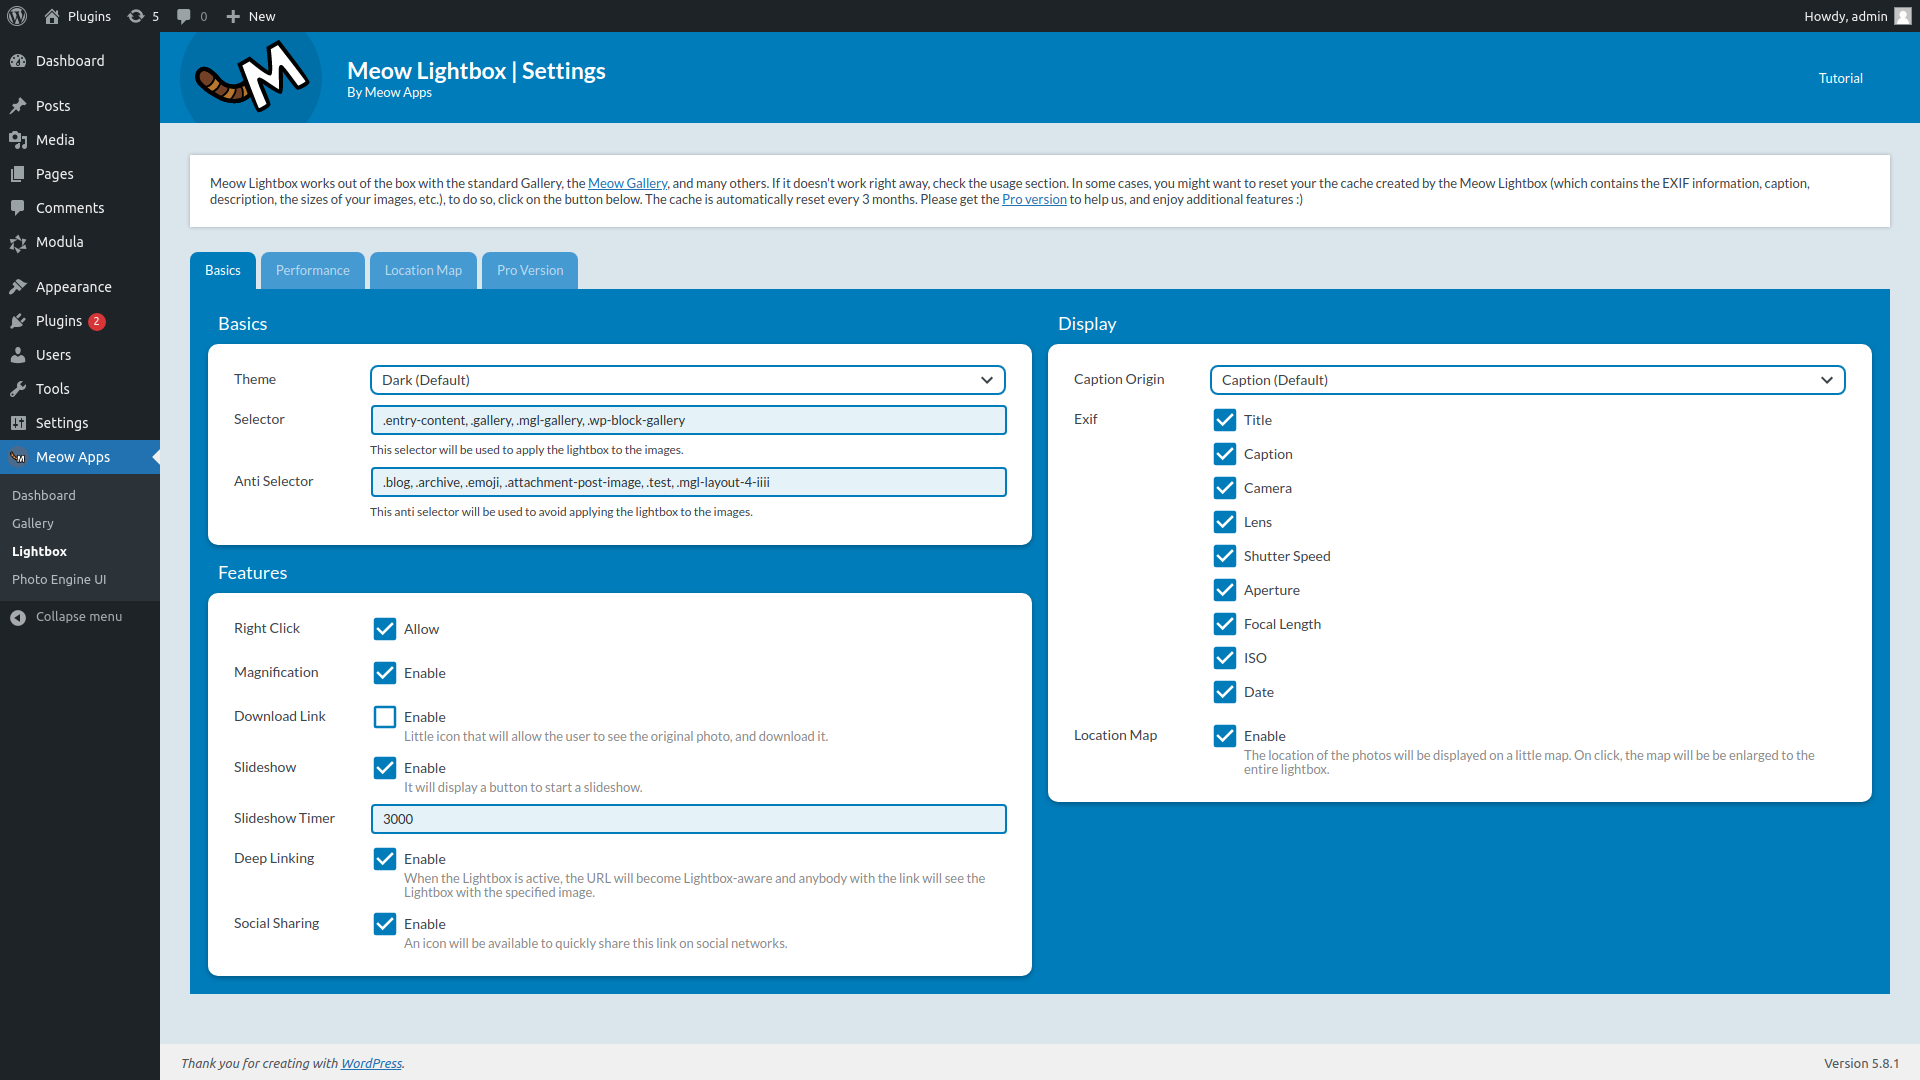 Plugins 5 0 New Howdy, admin
Dashboard
Posts
Media
Pages
Comments
Modula
Appearance
Plugins 2
Users
Tools
Settings
Meow Apps
Dashboard
Gallery
Lightbox
Photo Engine UI
Collapse menu
M
Meow Lightbox | Settings
By Meow Apps
Tutorial
Meow Lightbox works out of the box with the standard Gallery, the Meow Gallery, and many others. If it doesn't work right away, check the usage section. In some cases, you might want to reset your the cache created by the Meow Lightbox (which contains the EXIF information, caption,
description, the sizes of your images, etc.), to do so, click on the button below. The cache is automatically reset every 3 months. Please get the Pro version to help us, and enjoy additional features :)
Basics Performance Location Map Pro Version
Basics
Theme Dark (Default)
Selector .entry-content, .gallery, .mgl-gallery, .wp-block-gallery
This selector will be used to apply the lightbox to the images.
Anti Selector .blog, .archive, .emoji, .attachment-post-image, .test, .mgl-layout-4-iiii
This anti selector will be used to avoid applying the lightbox to the images.
Features
Right Click Allow
Magnification Enable
Download Link Enable
Little icon that will allow the user to see the original photo, and download it.
Slideshow Enable
It will display a button to start a slideshow.
Slideshow Timer 3000
Deep Linking Enable
When the Lightbox is active, the URL will become Lightbox-aware and anybody with the link will see the
Lightbox with the specified image.
Social Sharing Enable
An icon will be available to quickly share this link on social networks.
Display
Caption Origin Caption (Default)
Exif Title
Caption
Camera
Lens
Shutter Speed
Aperture
Focal Length
ISO
Date
Location Map Enable
The location of the photos will be displayed on a little map. On click, the map will be be enlarged to the
entire lightbox.
Thank you for creating with WordPress.
Version 5.8.1